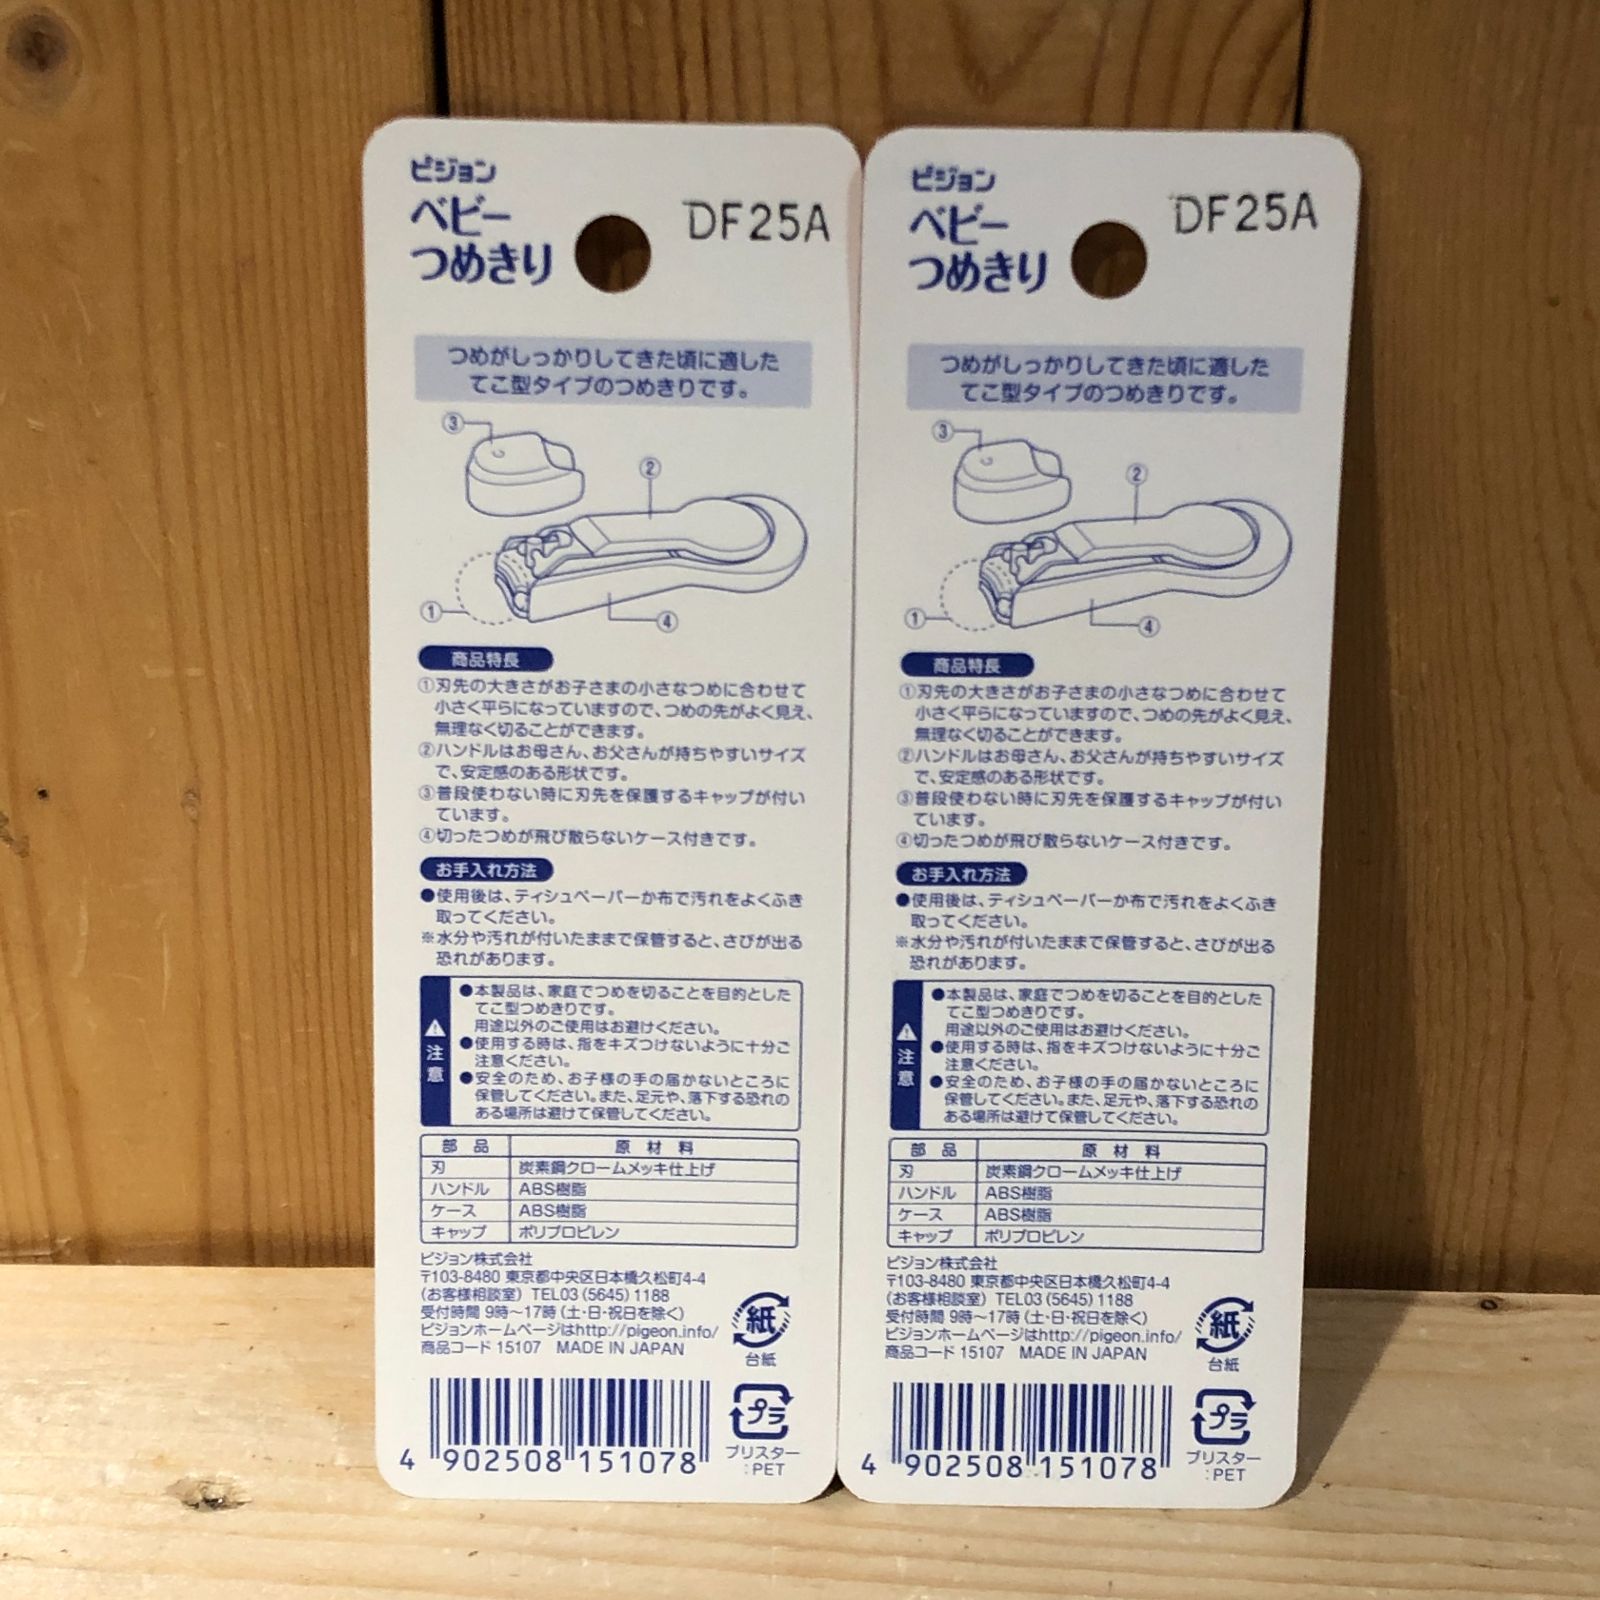 ピジョン
ベビー
つめきり
DF25A
つめがしっかりしてきた頃に適した
てこ型タイプのつめきりです。
③
②
①
④
商品特長
①刃先の大きさがお子さまの小さなつめに合わせて
小さく平らになっていますので、つめの先がよく見え、
無理なく切ることができます。
②ハンドルはお母さん、お父さんが持ちやすいサイズ
で、安定感のある形状です。
③普段使わない時に刃先を保護するキャップが付い
ています。
④切ったつめが飛び散らないケース付きです。
お手入れ方法
●使用後は、ティシュペーパーか布で汚れをよくふき
取ってください。
※水分や汚れが付いたままで保管すると、さびが出る
恐れがあります。
注意
●本製品は、家庭でつめを切ることを目的とした
てこ型つめきりです。
用途以外のご使用はお避けください。
●使用する時は、指をキズつけないように十分ご
注意ください。
●安全のため、お子様の手の届かないところに
保管してください。また、足元や、落下する恐れの
ある場所は避けて保管してください。
部品 原材料
刃 炭素鋼クロームメッキ仕上げ
ハンドル ABS樹脂
ケース ABS樹脂
キャップ ポリプロピレン
ピジョン株式会社
〒103-8480 東京都中央区日本橋久松町4-4
(お客様相談室) TEL03(5645)1188
受付時間 9時～17時(土・日・祝日を除く)
ピジョンホームページはhttp://pigeon.info/
商品コード 15107 MADE IN JAPAN
紙
台紙
プラ
ブリスター
:PET
4 902508 151078
ピジョン
ベビー
つめきり
DF25A
つめがしっかりしてきた頃に適した
てこ型タイプのつめきりです。
③
②
①
④
商品特長
①刃先の大きさがお子さまの小さなつめに合わせて
小さく平らになっていますので、つめの先がよく見え、
無理なく切ることができます。
②ハンドルはお母さん、お父さんが持ちやすいサイズ
で、安定感のある形状です。
③普段使わない時に刃先を保護するキャップが付い
ています。
④切ったつめが飛び散らないケース付きです。
お手入れ方法
●使用後は、ティシュペーパーか布で汚れをよくふき
取ってください。
※水分や汚れが付いたままで保管すると、さびが出る
恐れがあります。
注意
●本製品は、家庭でつめを切ることを目的とした
てこ型つめきりです。
用途以外のご使用はお避けください。
●使用する時は、指をキズつけないように十分ご
注意ください。
●安全のため、お子様の手の届かないところに
保管してください。また、足元や、落下する恐れの
ある場所は避けて保管してください。
部品 原材料
刃 炭素鋼クロームメッキ仕上げ
ハンドル ABS樹脂
ケース ABS樹脂
キャップ ポリプロピレン
ピジョン株式会社
〒103-8480 東京都中央区日本橋久松町4-4
(お客様相談室) TEL03(5645)1188
受付時間 9時～17時(土・日・祝日を除く)
ピジョンホームページはhttp://pigeon.info/
商品コード 15107 MADE IN JAPAN
紙
台紙
プラ
ブリスター
:PET
4 902508 151078